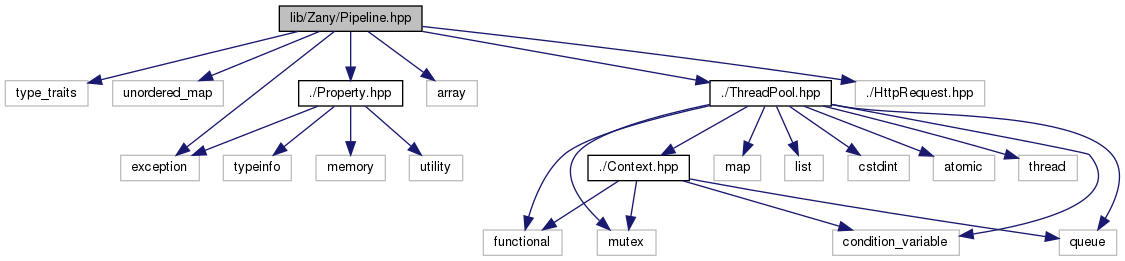 lib/Zany/Pipeline.hpp
type_traits
unordered_map
./Property.hpp
array
./ThreadPool.hpp
./HttpRequest.hpp
exception
typeinfo
memory
utility
./Context.hpp
map
list
cstdint
atomic
thread
functional
mutex
condition_variable
queue